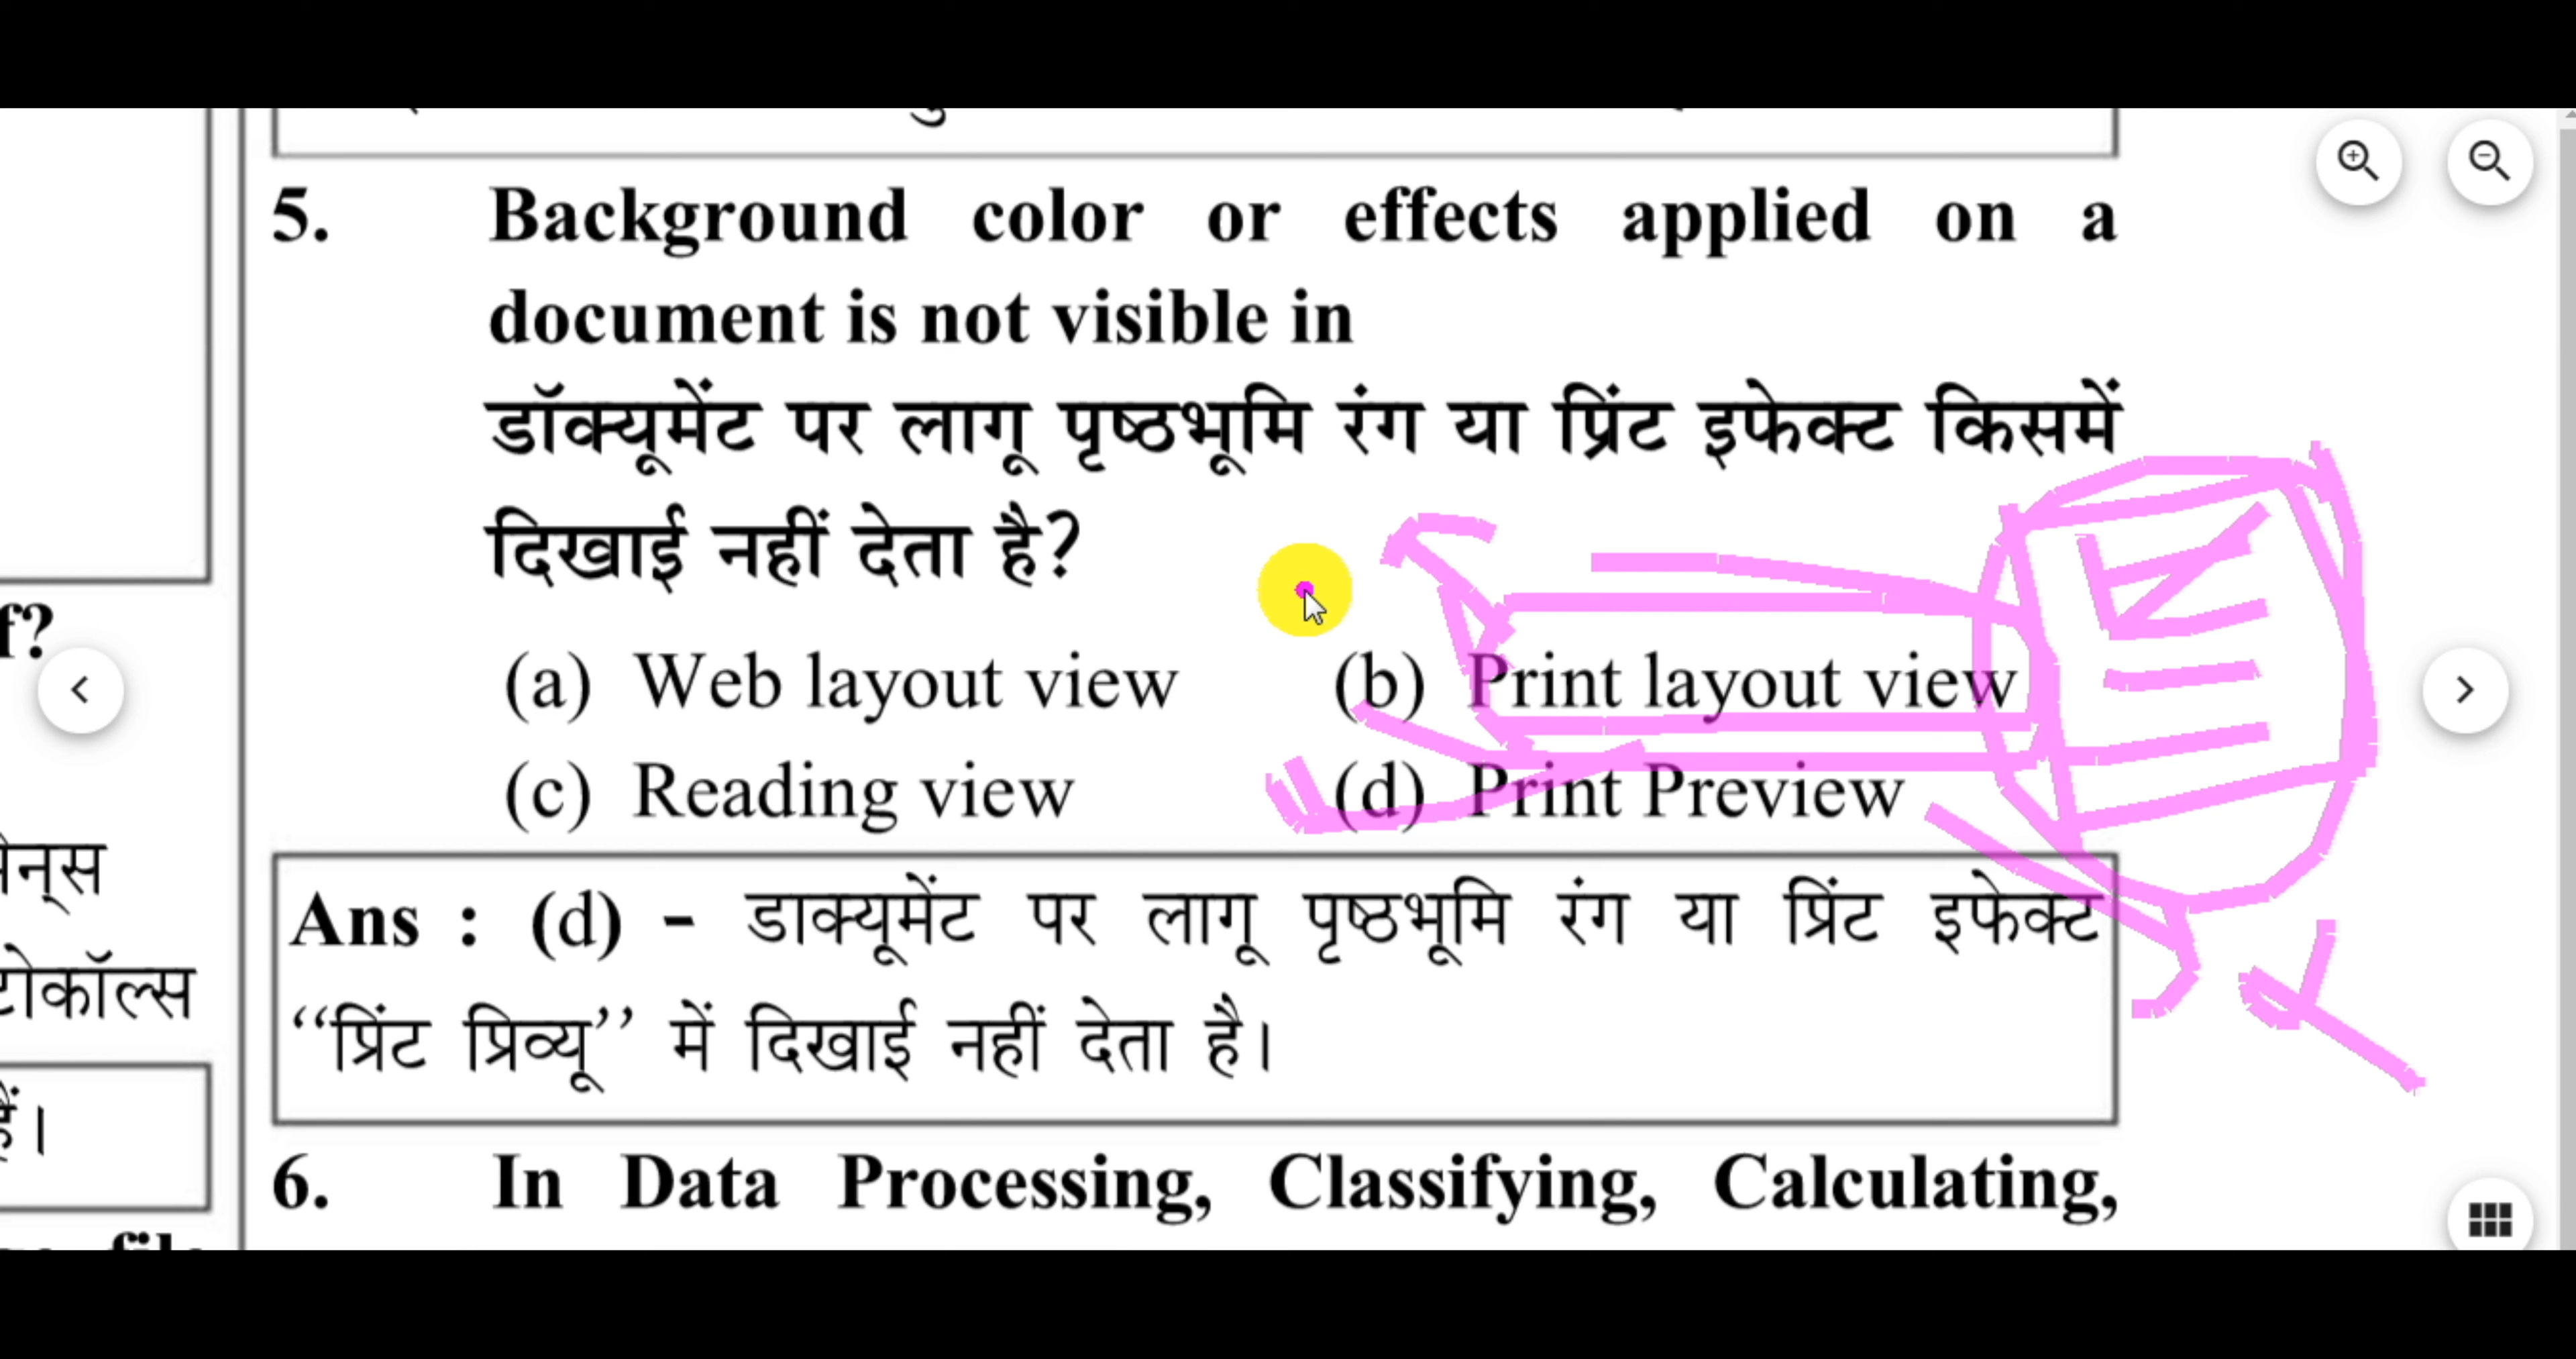 5. Background color or effects applied on a
document is not visible in
डॉक्यूमेंट पर लागू पृष्ठभूमि रंग या प्रिंट इफेक्ट किसमें
दिखाई नहीं देता है?
(a) Web layout view (b) Print layout view
(c) Reading view (d) Print Preview
Ans : (d) - डाक्यूमेंट पर लागू पृष्ठभूमि रंग या प्रिंट इफेक्ट
“प्रिंट प्रिव्यू” में दिखाई नहीं देता है।
6. In Data Processing, Classifying, Calculating,